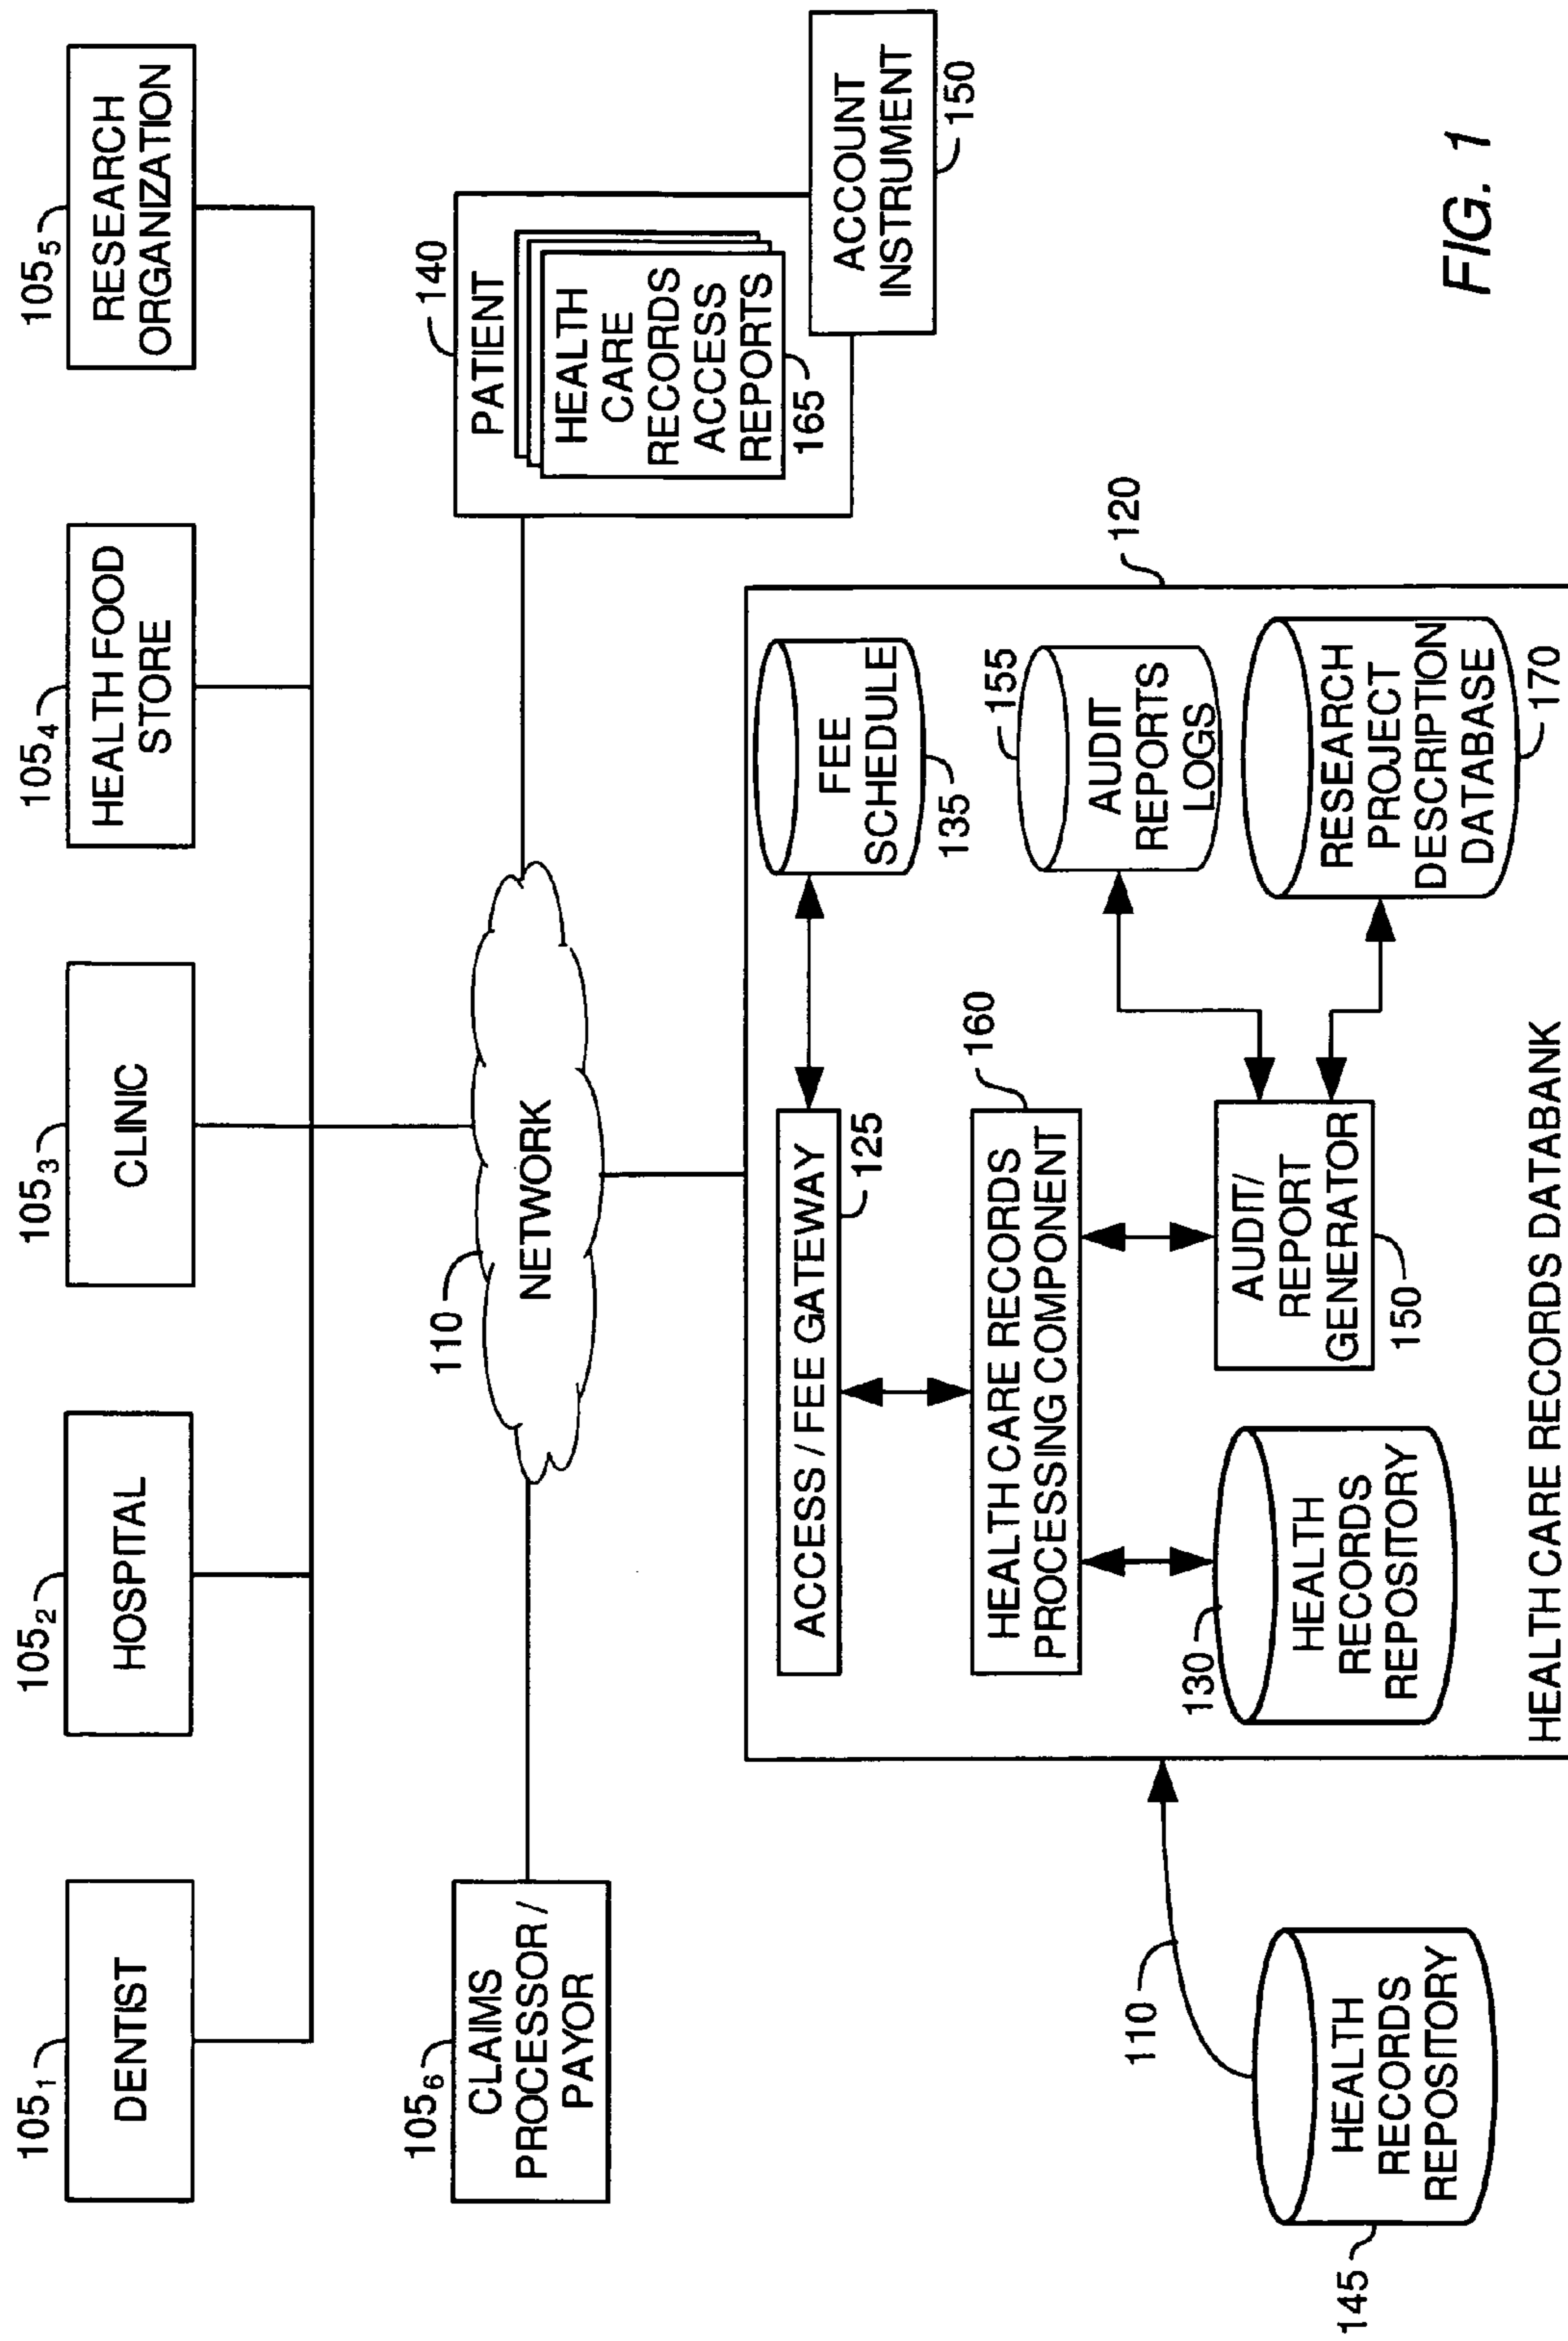 105₁
DENTIST
105₂
HOSPITAL
105₃
CLINIC
105₄
HEALTH FOOD
STORE
105₅
RESEARCH
ORGANIZATION
105₆
CLAIMS
PROCESSOR /
PAYOR
110
NETWORK
140
PATIENT
HEALTH
CARE
RECORDS
ACCESS
REPORTS
165
ACCOUNT
INSTRUMENT
150
120
ACCESS / FEE GATEWAY
125
FEE
SCHEDULE
135
160
HEALTH CARE RECORDS
PROCESSING COMPONENT
155
AUDIT
REPORTS
LOGS
130
HEALTH
RECORDS
REPOSITORY
AUDIT/
REPORT
GENERATOR
150
RESEARCH
PROJECT
DESCRIPTION
DATABASE
170
HEALTH CARE RECORDS DATABANK
110
HEALTH
RECORDS
REPOSITORY
145
FIG. 1